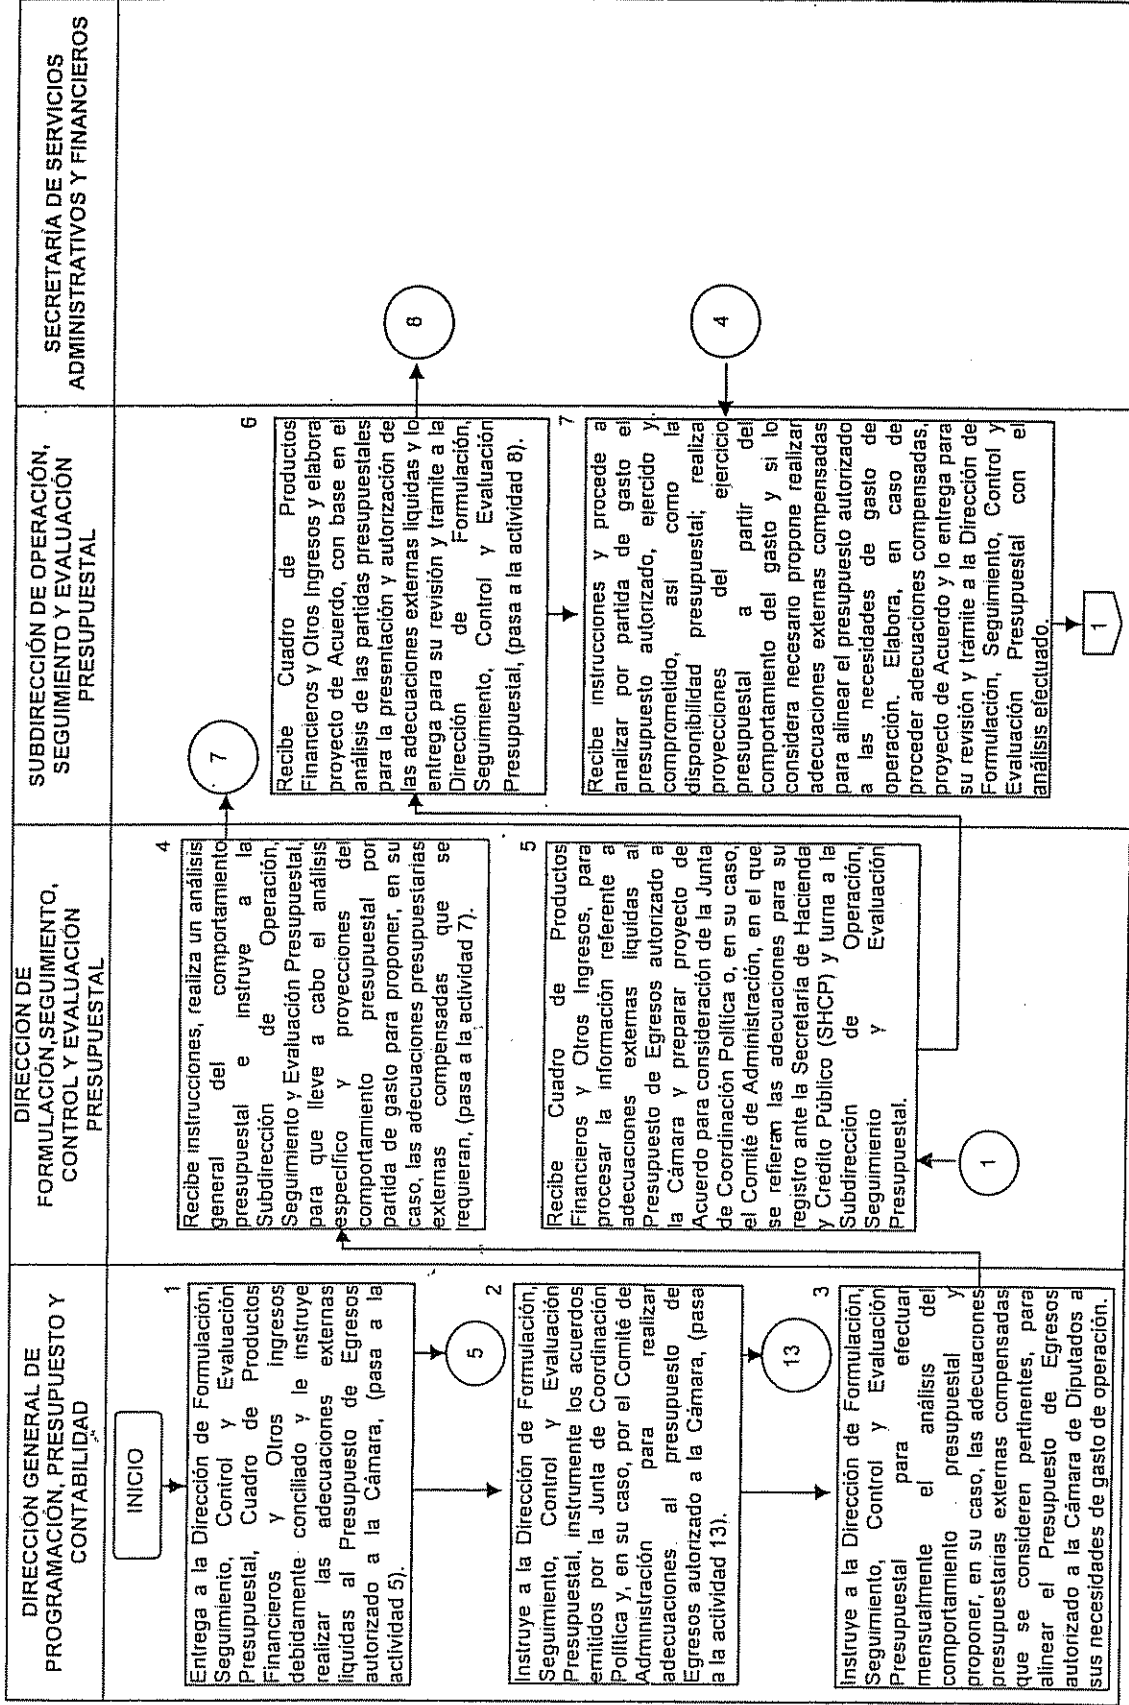 DIRECCIÓN GENERAL DE
PROGRAMACIÓN, PRESUPUESTO Y
CONTABILIDAD
INICIO
1
Entrega a la Dirección de Formulación,
Seguimiento, Control y Evaluación
Presupuestal, Cuadro de Productos
Financieros y Otros Ingresos
debidamente conciliado y le instruye
realizar las adecuaciones externas
liquidas al Presupuesto de Egresos
autorizado a la Cámara, (pasa a la
actividad 5).
5
2
Instruye a la Dirección de Formulación,
Seguimiento, Control y Evaluación
Presupuestal, instrumente los acuerdos
emitidos por la Junta de Coordinación
Política y, en su caso, por el Comité de
Administración para realizar
adecuaciones al presupuesto de
Egresos autorizado a la Cámara, (pasa
a la actividad 13).
13
3
Instruye a la Dirección de Formulación,
Seguimiento, Control y Evaluación
Presupuestal para efectuar
mensualmente el análisis del
comportamiento presupuestal y
proponer, en su caso, las adecuaciones
presupuestarias externas compensadas
que se consideren pertinentes, para
alinear el Presupuesto de Egresos
autorizado a la Cámara de Diputados a
sus necesidades de gasto de operación.
DIRECCION DE
FORMULACIÓN,SEGUIMIENTO,
CONTROL Y EVALUACIÓN
PRESUPUESTAL
4
Recibe instrucciones, realiza un análisis
general del comportamiento
presupuestal e instruye a la
Subdirección de Operación,
Seguimiento y Evaluación Presupuestal,
para que lleve a cabo el análisis
específico y proyecciones del
comportamiento presupuestal por
partida de gasto para proponer, en su
caso, las adecuaciones presupuestarias
externas compensadas que se
requieran, (pasa a la actividad 7).
7
5
Recibe Cuadro de Productos
Financieros y Otros Ingresos, para
procesar la información referente a
adecuaciones externas liquidas al
Presupuesto de Egresos autorizado a
la Cámara y preparar proyecto de
Acuerdo para consideración de la Junta
de Coordinación Política o, en su caso,
el Comité de Administración, en el que
se refieran las adecuaciones para su
registro ante la Secretaría de Hacienda
y Crédito Público (SHCP) y turna a la
Subdirección de Operación,
Seguimiento y Evaluación
Presupuestal.
1
SUBDIRECCIÓN DE OPERACIÓN,
SEGUIMIENTO Y EVALUACIÓN
PRESUPUESTAL
6
Recibe Cuadro de Productos
Financieros y Otros Ingresos y elabora
proyecto de Acuerdo, con base en el
análisis de las partidas presupuestales
para la presentación y autorización de
las adecuaciones externas liquidas y lo
entrega para su revisión y trámite a la
Dirección de Formulación,
Seguimiento, Control y Evaluación
Presupuestal, (pasa a la actividad 8).
8
7
Recibe instrucciones y procede a
analizar por partida de gasto el
presupuesto autorizado, ejercido y
comprometido, así como la
disponibilidad presupuestal; realiza
proyecciones del ejercicio
presupuestal a partir del
comportamiento del gasto y si lo
considera necesario propone realizar
adecuaciones externas compensadas
para alinear el presupuesto autorizado
a las necesidades de gasto de
operación. Elabora, en caso de
proceder adecuaciones compensadas,
proyecto de Acuerdo y lo entrega para
su revisión y trámite a la Dirección de
Formulación, Seguimiento, Control y
Evaluación Presupuestal con el
análisis efectuado.
4
1
SECRETARÍA DE SERVICIOS
ADMINISTRATIVOS Y FINANCIEROS